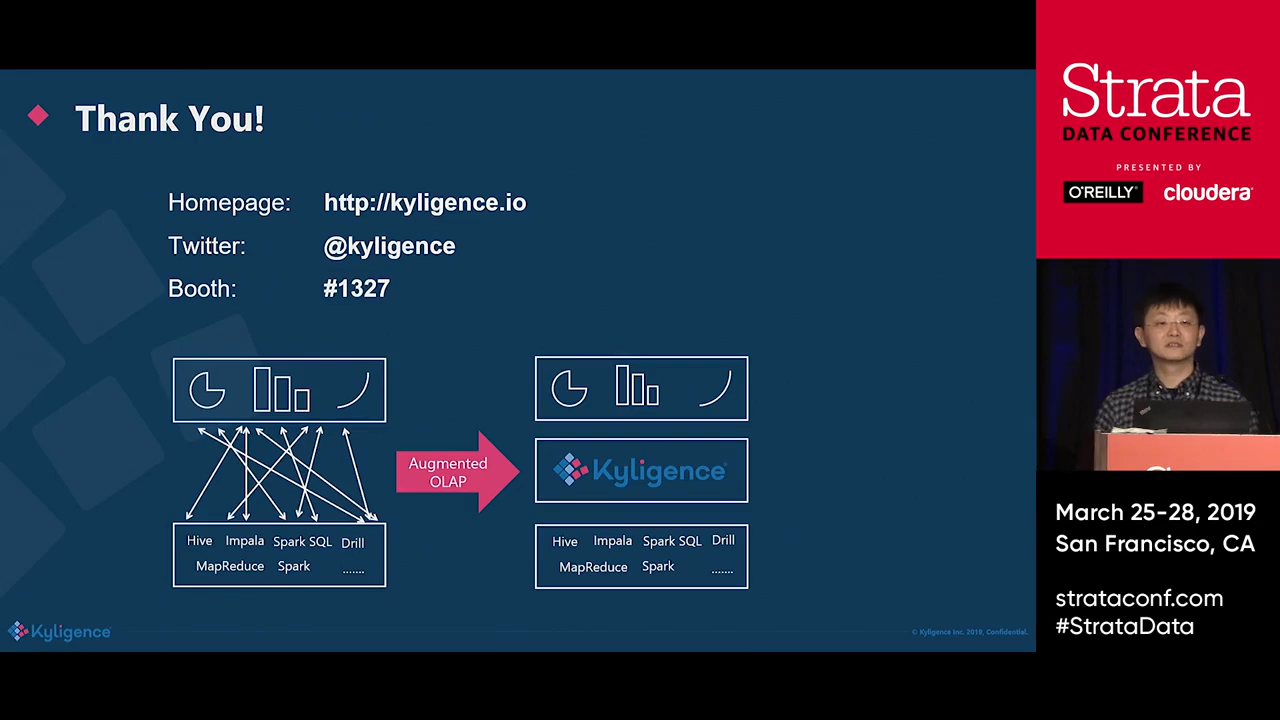 Thank You!
Homepage: http://kyligence.io
Twitter: @kyligence
Booth: #1327
Augmented
OLAP
Kyligence
Hive Impala Spark SQL Drill
MapReduce Spark .......
Hive Impala Spark SQL Drill
MapReduce Spark .......
Kyligence
© Kyligence Inc. 2019, Confidential.
Strata
DATA CONFERENCE
PRESENTED BY
O'REILLY® cloudera®
March 25-28, 2019
San Francisco, CA
strataconf.com
#StrataData